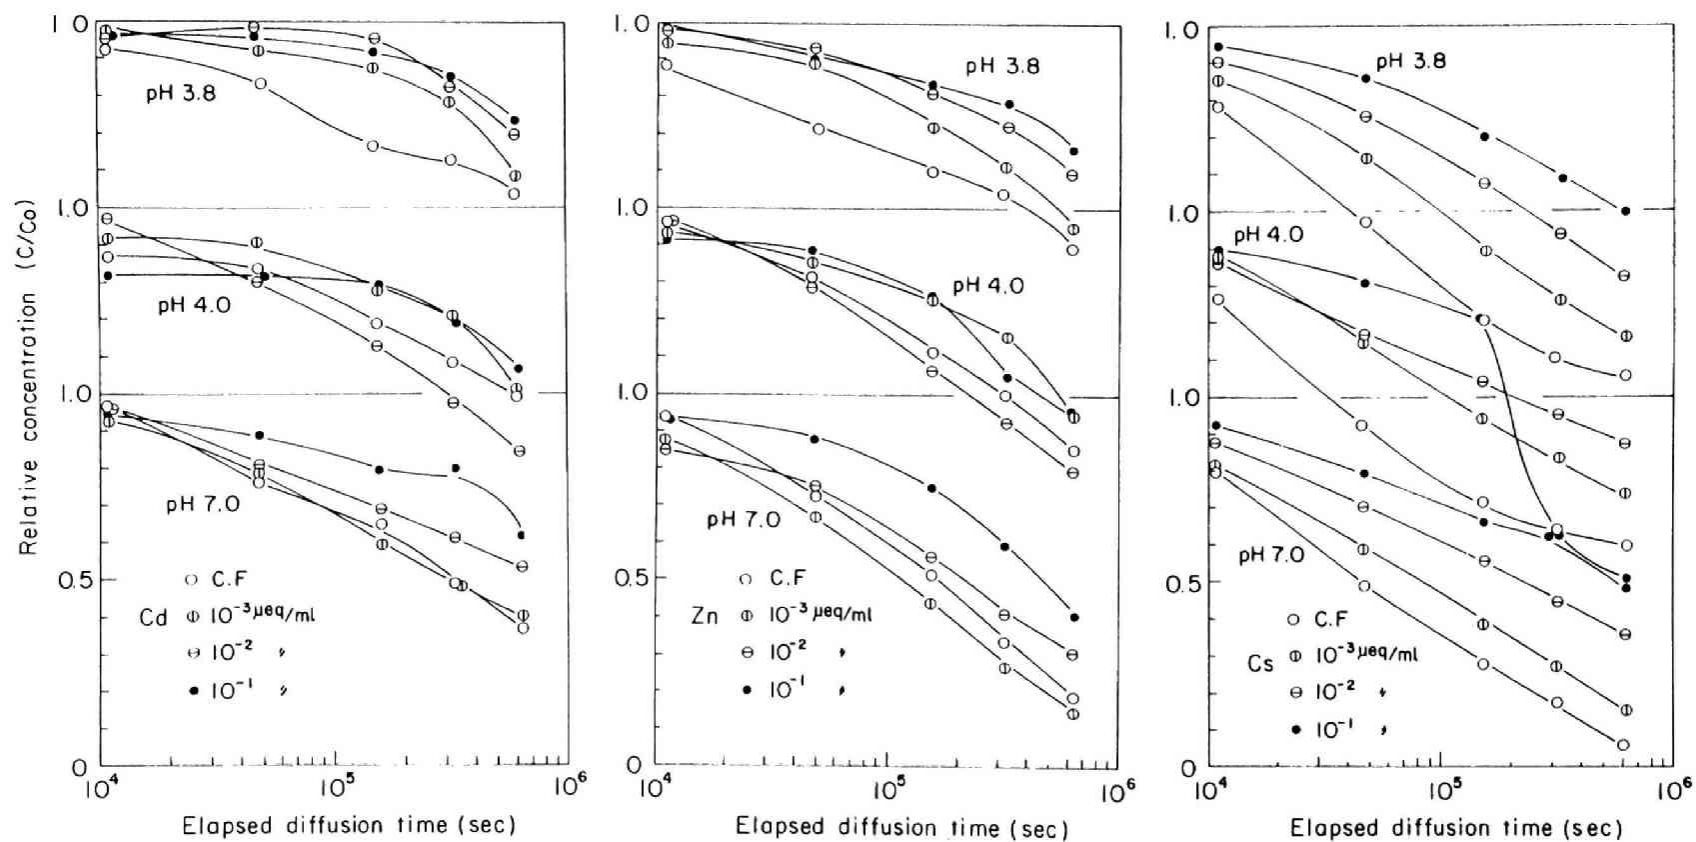 Relative concentration (C/Co)
1.0
1.0
1.0
0.5
0
pH 3.8
pH 4.0
pH 7.0
Cd
○ C.F
⦶ 10⁻³ μeq/ml
⊖ 10⁻² 〃
● 10⁻¹ 〃
10⁴ 10⁵ 10⁶
Elapsed diffusion time (sec)
1.0
1.0
1.0
0.5
0
pH 3.8
pH 4.0
pH 7.0
Zn
○ C.F
⦶ 10⁻³ μeq/ml
⊖ 10⁻² 〃
● 10⁻¹ 〃
10⁴ 10⁵ 10⁶
Elapsed diffusion time (sec)
1.0
1.0
1.0
0.5
0
pH 3.8
pH 4.0
pH 7.0
Cs
○ C.F
⦶ 10⁻³ μeq/ml
⊖ 10⁻² 〃
● 10⁻¹ 〃
10⁴ 10⁵ 10⁶
Elapsed diffusion time (sec)